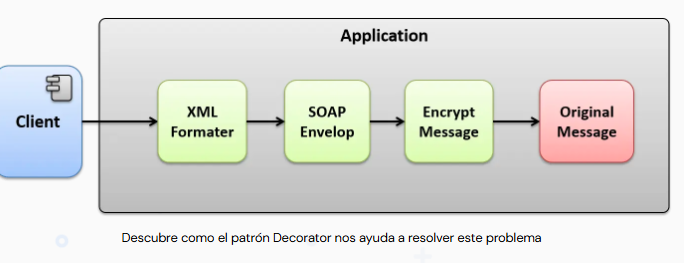 Application
Client
XML
Formater
SOAP
Envelop
Encrypt
Message
Original
Message
Descubre como el patrón Decorator nos ayuda a resolver este problema